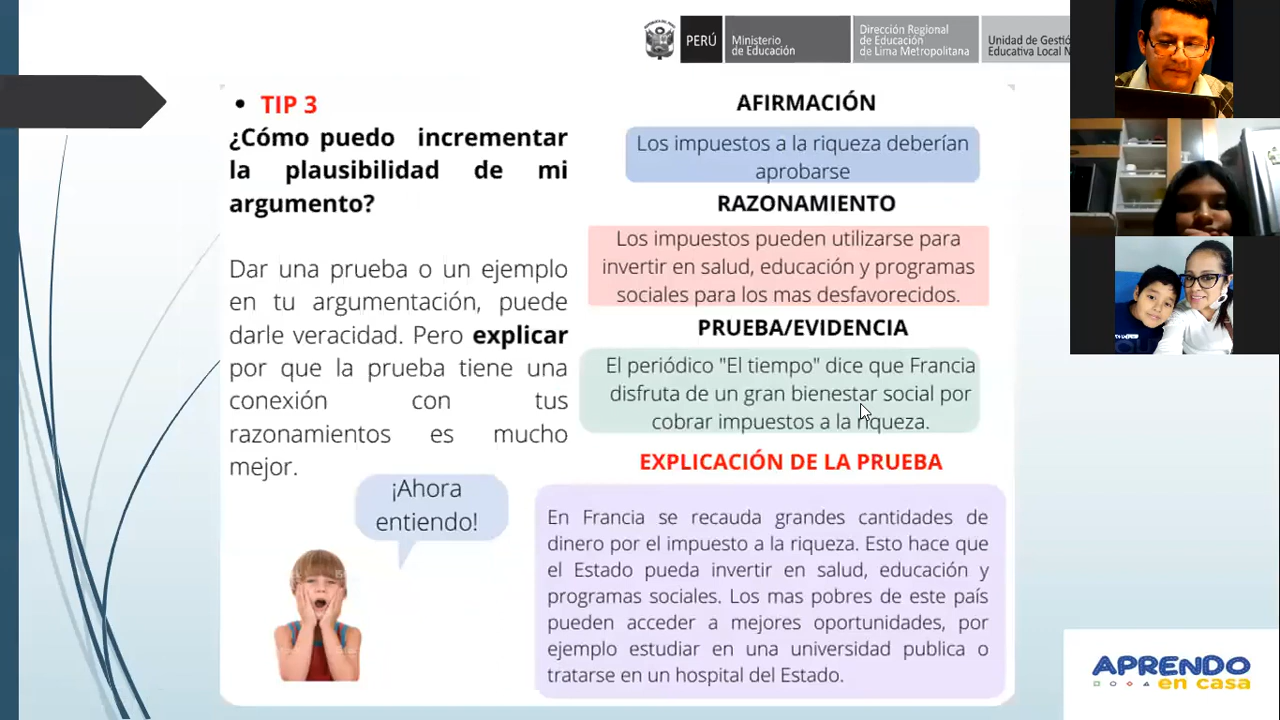 PERÚ
Ministerio
de Educación
Dirección Regional
de Educación
de Lima Metropolitana
Unidad de Gestió
Educativa Local N
• TIP 3
¿Cómo puedo incrementar
la plausibilidad de mi
argumento?
Dar una prueba o un ejemplo
en tu argumentación, puede
darle veracidad. Pero explicar
por que la prueba tiene una
conexión con tus
razonamientos es mucho
mejor.
¡Ahora
entiendo!
AFIRMACIÓN
Los impuestos a la riqueza deberían
aprobarse
RAZONAMIENTO
Los impuestos pueden utilizarse para
invertir en salud, educación y programas
sociales para los mas desfavorecidos.
PRUEBA/EVIDENCIA
El periódico "El tiempo" dice que Francia
disfruta de un gran bienestar social por
cobrar impuestos a la riqueza.
EXPLICACIÓN DE LA PRUEBA
En Francia se recauda grandes cantidades de
dinero por el impuesto a la riqueza. Esto hace que
el Estado pueda invertir en salud, educación y
programas sociales. Los mas pobres de este país
pueden acceder a mejores oportunidades, por
ejemplo estudiar en una universidad publica o
tratarse en un hospital del Estado.
APRENDO
en casa